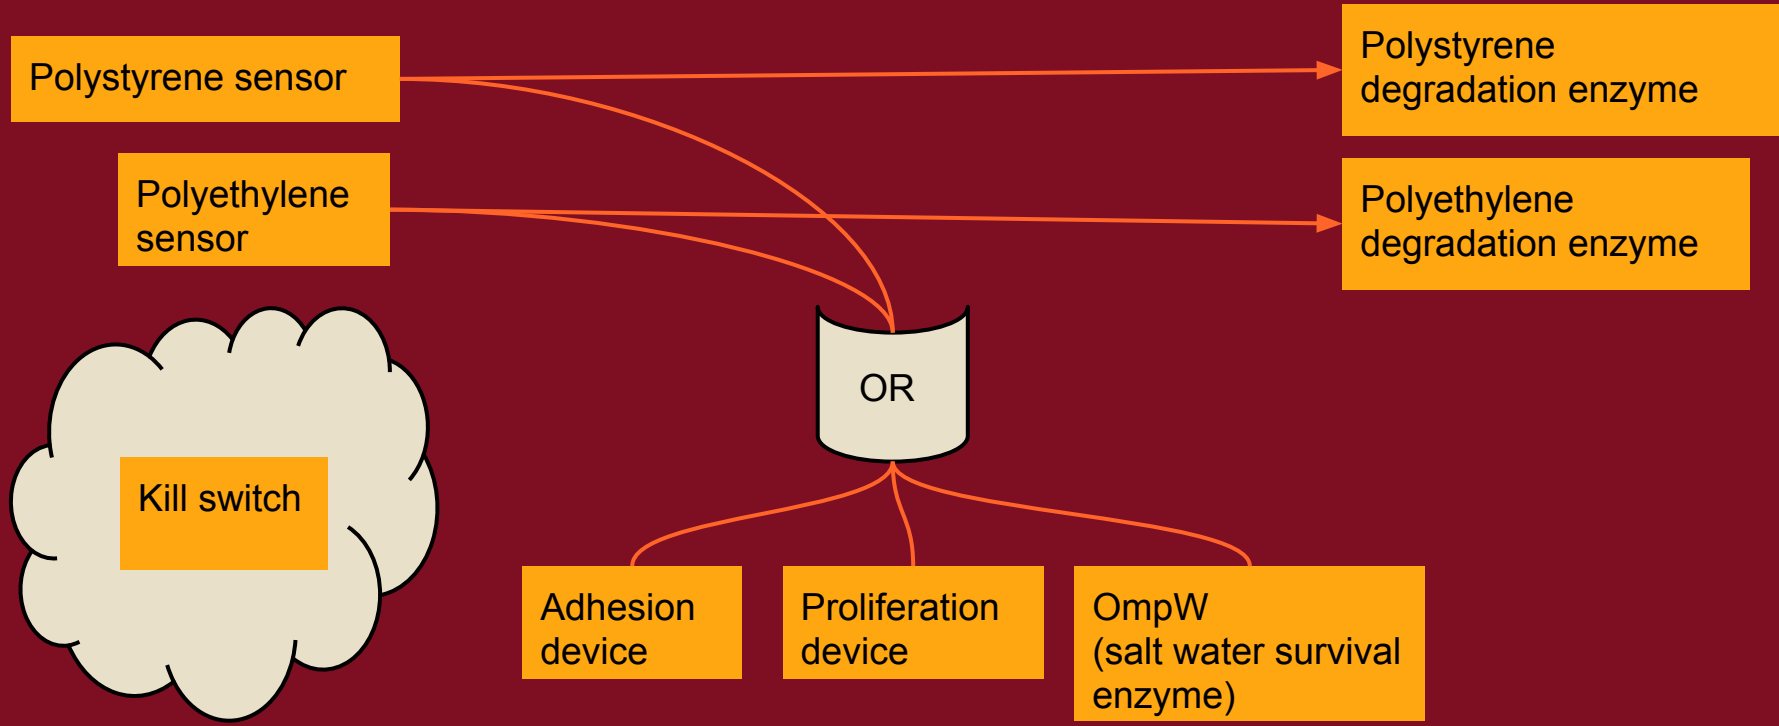 Polystyrene sensor
Polystyrene
degradation enzyme
Polyethylene
sensor
Polyethylene
degradation enzyme
OR
Kill switch
Adhesion
device
Proliferation
device
OmpW
(salt water survival
enzyme)